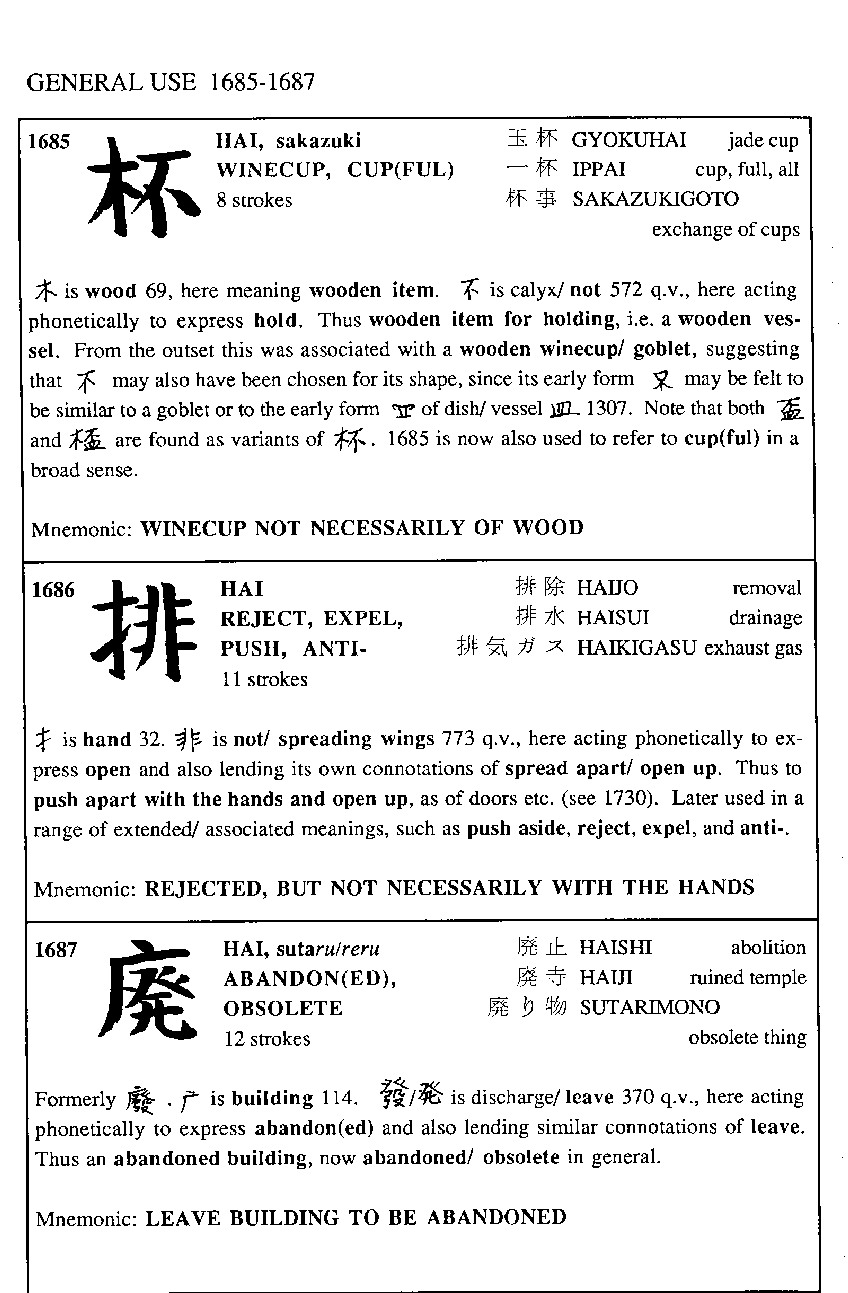 GENERAL USE 1685-1687
1685 杯 HAI, sakazuki 玉杯 GYOKUHAI jade cup
WINECUP, CUP(FUL) 一杯 IPPAI cup, full, all
8 strokes 杯事 SAKAZUKIGOTO
exchange of cups
木 is wood 69, here meaning wooden item. 不 is calyx/ not 572 q.v., here acting
phonetically to express hold. Thus wooden item for holding, i.e. a wooden ves-
sel. From the outset this was associated with a wooden winecup/ goblet, suggesting
that 不 may also have been chosen for its shape, since its early form may be felt to
be similar to a goblet or to the early form of dish/ vessel 皿 1307. Note that both 盃
and are found as variants of 杯. 1685 is now also used to refer to cup(ful) in a
broad sense.
Mnemonic: WINECUP NOT NECESSARILY OF WOOD
1686 排 HAI 排除 HAIJO removal
REJECT, EXPEL, 排水 HAISUI drainage
PUSH, ANTI- 排気ガス HAIKIGASU exhaust gas
11 strokes
扌 is hand 32. 非 is not/ spreading wings 773 q.v., here acting phonetically to ex-
press open and also lending its own connotations of spread apart/ open up. Thus to
push apart with the hands and open up, as of doors etc. (see 1730). Later used in a
range of extended/ associated meanings, such as push aside, reject, expel, and anti-.
Mnemonic: REJECTED, BUT NOT NECESSARILY WITH THE HANDS
1687 廃 HAI, sutaru/reru 廃止 HAISHI abolition
ABANDON(ED), 廃寺 HAIJI ruined temple
OBSOLETE 廃り物 SUTARIMONO
12 strokes obsolete thing
Formerly 廢. 广 is building 114. 發/発 is discharge/ leave 370 q.v., here acting
phonetically to express abandon(ed) and also lending similar connotations of leave.
Thus an abandoned building, now abandoned/ obsolete in general.
Mnemonic: LEAVE BUILDING TO BE ABANDONED